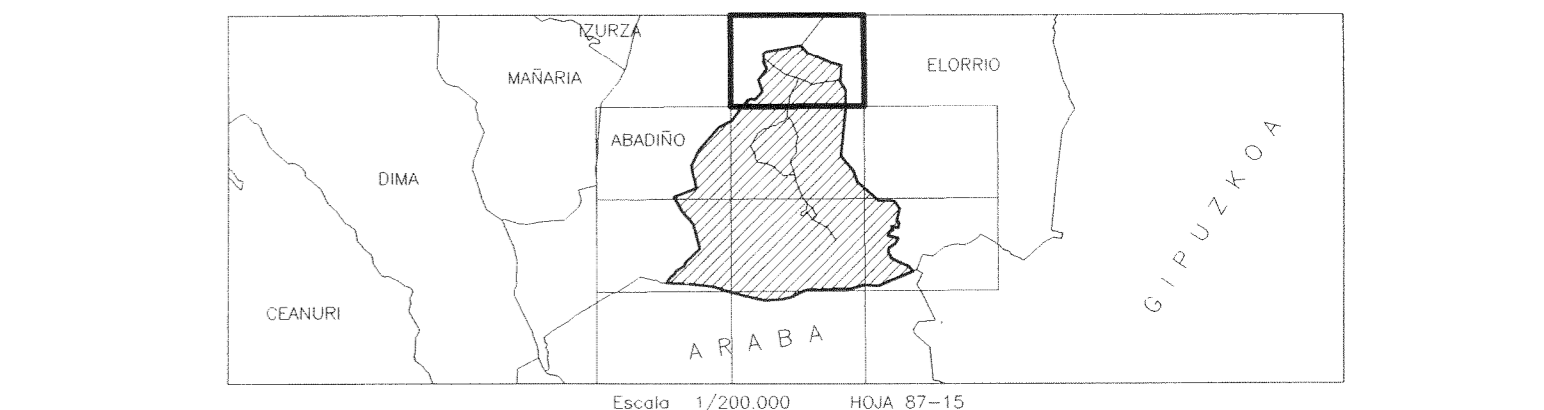 IZURZA
MAÑARIA
ELORRIO
ABADIÑO
DIMA
GIPUZKOA
CEANURI
ARABA
Escala 1/200.000 HOJA 87-15